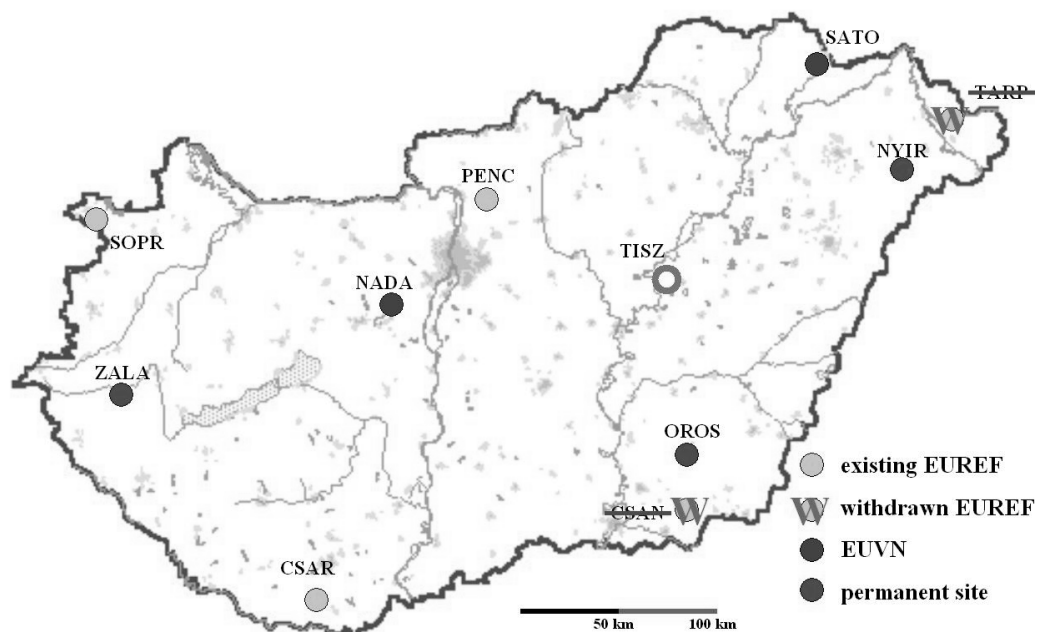 SATO
TARP
W
NYIR
PENC
SOPR
TISZ
NADA
ZALA
OROS
existing EUREF
CSAN W
W withdrawn EUREF
EUVN
CSAR
permanent site
50 km 100 km